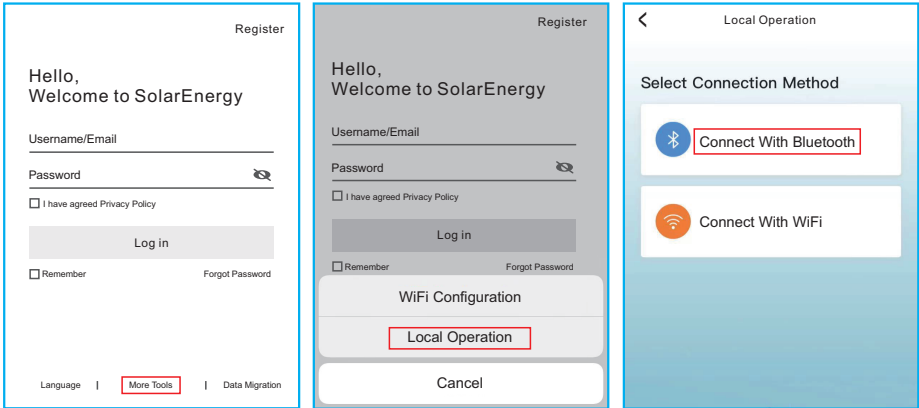 Register
Hello,
Welcome to SolarEnergy
Username/Email
Password
I have agreed Privacy Policy
Log in
Remember Forgot Password
Language | More Tools | Data Migration
Register
Hello,
Welcome to SolarEnergy
Username/Email
Password
I have agreed Privacy Policy
Log in
Remember Forgot Password
WiFi Configuration
Local Operation
Cancel
Local Operation
Select Connection Method
Connect With Bluetooth
Connect With WiFi